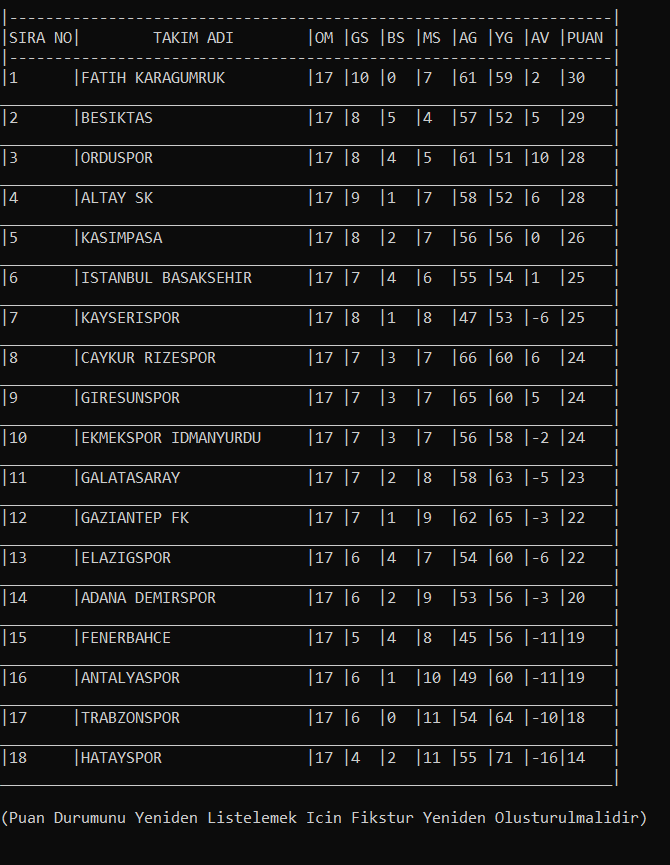 |-------------------------------------------------------------------|
|SIRA NO|        TAKIM ADI        |OM |GS |BS |MS |AG |YG |AV |PUAN |
|-------------------------------------------------------------------|
|1      |FATIH KARAGUMRUK         |17 |10 |0  |7  |61 |59 |2  |30   |
|2      |BESIKTAS                 |17 |8  |5  |4  |57 |52 |5  |29   |
|3      |ORDUSPOR                 |17 |8  |4  |5  |61 |51 |10 |28   |
|4      |ALTAY SK                 |17 |9  |1  |7  |58 |52 |6  |28   |
|5      |KASIMPASA                |17 |8  |2  |7  |56 |56 |0  |26   |
|6      |ISTANBUL BASAKSEHIR      |17 |7  |4  |6  |55 |54 |1  |25   |
|7      |KAYSERISPOR              |17 |8  |1  |8  |47 |53 |-6 |25   |
|8      |CAYKUR RIZESPOR          |17 |7  |3  |7  |66 |60 |6  |24   |
|9      |GIRESUNSPOR              |17 |7  |3  |7  |65 |60 |5  |24   |
|10     |EKMEKSPOR IDMANYURDU     |17 |7  |3  |7  |56 |58 |-2 |24   |
|11     |GALATASARAY              |17 |7  |2  |8  |58 |63 |-5 |23   |
|12     |GAZIANTEP FK             |17 |7  |1  |9  |62 |65 |-3 |22   |
|13     |ELAZIGSPOR               |17 |6  |4  |7  |54 |60 |-6 |22   |
|14     |ADANA DEMIRSPOR          |17 |6  |2  |9  |53 |56 |-3 |20   |
|15     |FENERBAHCE               |17 |5  |4  |8  |45 |56 |-11|19   |
|16     |ANTALYASPOR              |17 |6  |1  |10 |49 |60 |-11|19   |
|17     |TRABZONSPOR              |17 |6  |0  |11 |54 |64 |-10|18   |
|18     |HATAYSPOR                |17 |4  |2  |11 |55 |71 |-16|14   |
(Puan Durumunu Yeniden Listelemek Icin Fikstur Yeniden Olusturulmalidir)